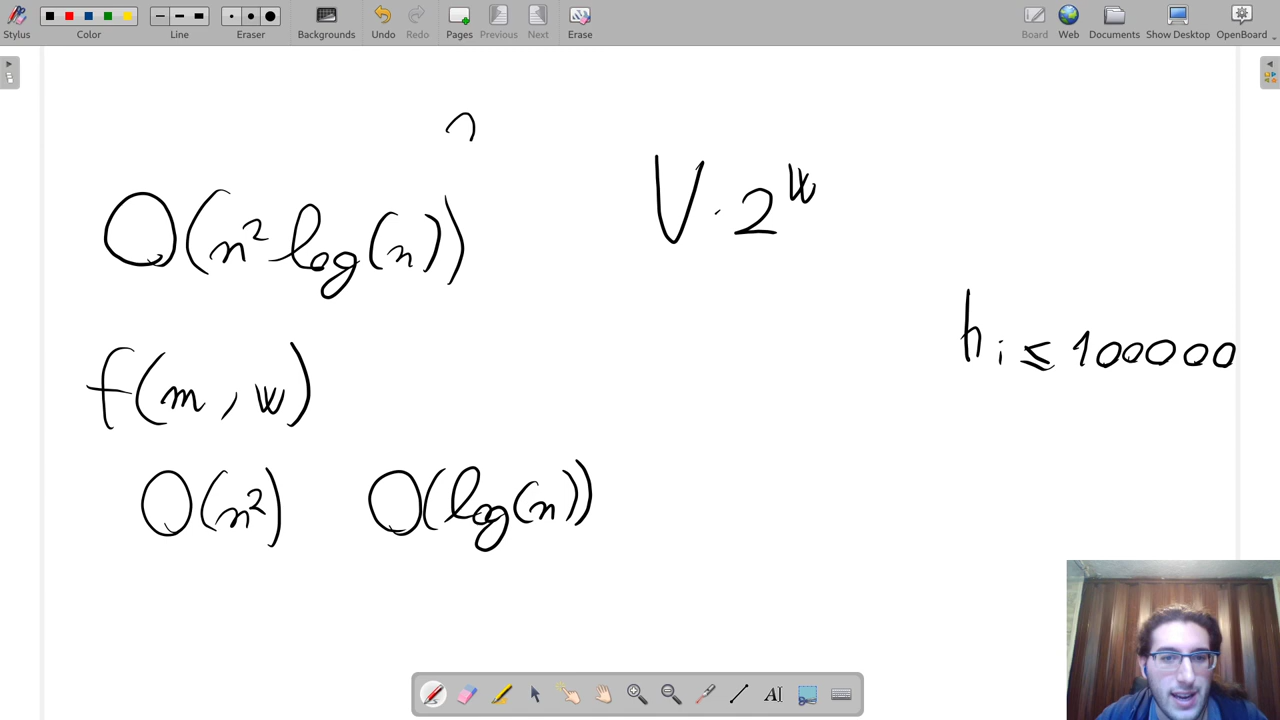 Stylus Color Line Eraser Backgrounds Undo Redo Pages Previous Next Erase Board Web Documents Show Desktop OpenBoard
O(n² log(n))
V · 2^w
h_i ≤ 100000
f(m, w)
O(n²) O(log(n))